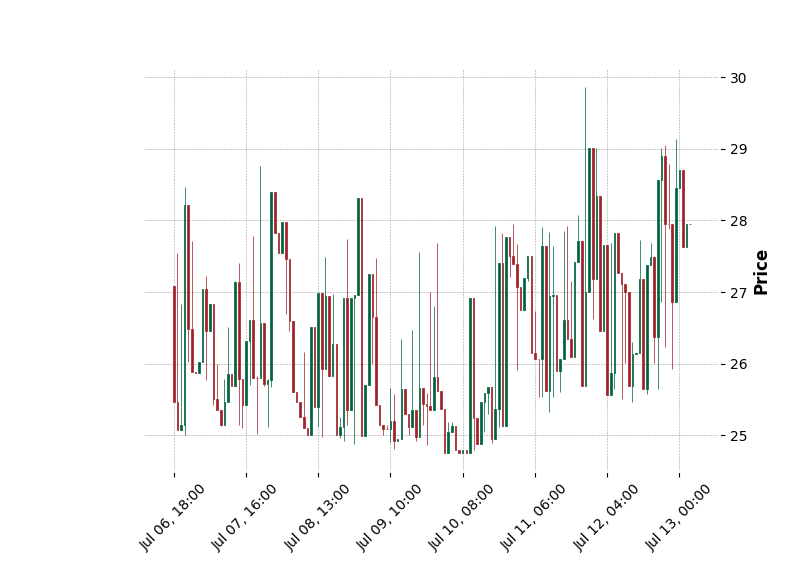 30
29
28
27
26
25
Price
Jul 06, 18:00
Jul 07, 16:00
Jul 08, 13:00
Jul 09, 10:00
Jul 10, 08:00
Jul 11, 06:00
Jul 12, 04:00
Jul 13, 00:00